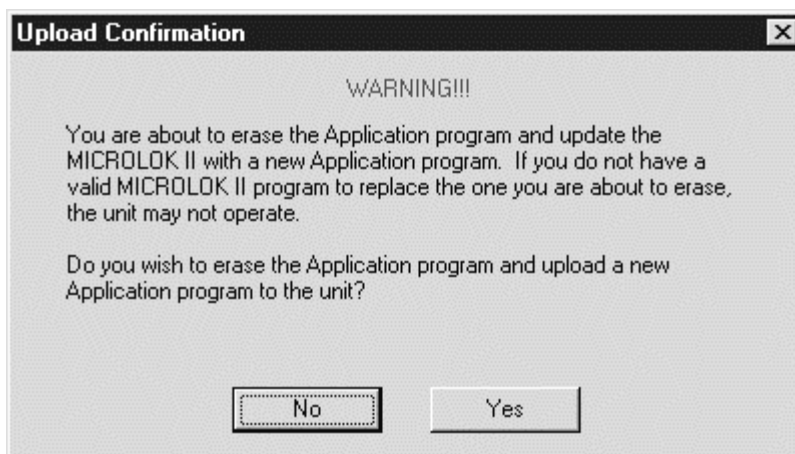 Upload Confirmation
WARNING!!!
You are about to erase the Application program and update the
MICROLOK II with a new Application program. If you do not have a
valid MICROLOK II program to replace the one you are about to erase,
the unit may not operate.
Do you wish to erase the Application program and upload a new
Application program to the unit?
No Yes